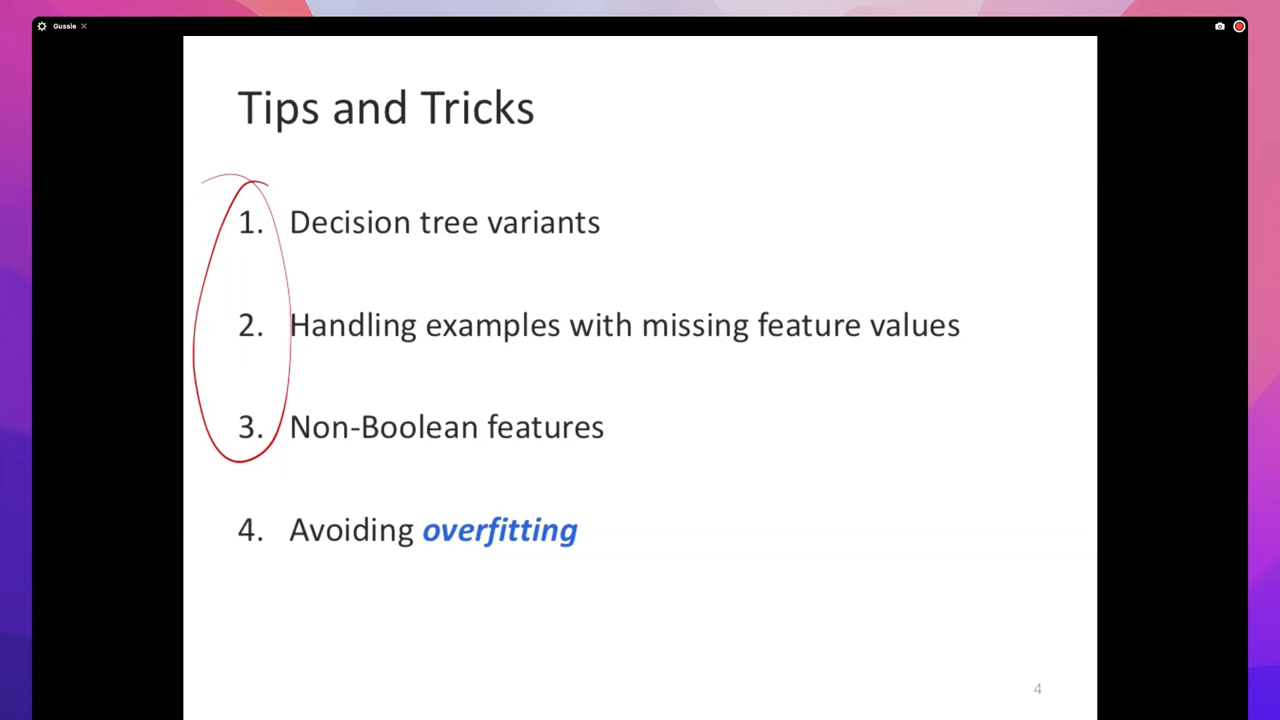 Gussie
Tips and Tricks
1. Decision tree variants
2. Handling examples with missing feature values
3. Non-Boolean features
4. Avoiding overfitting
4